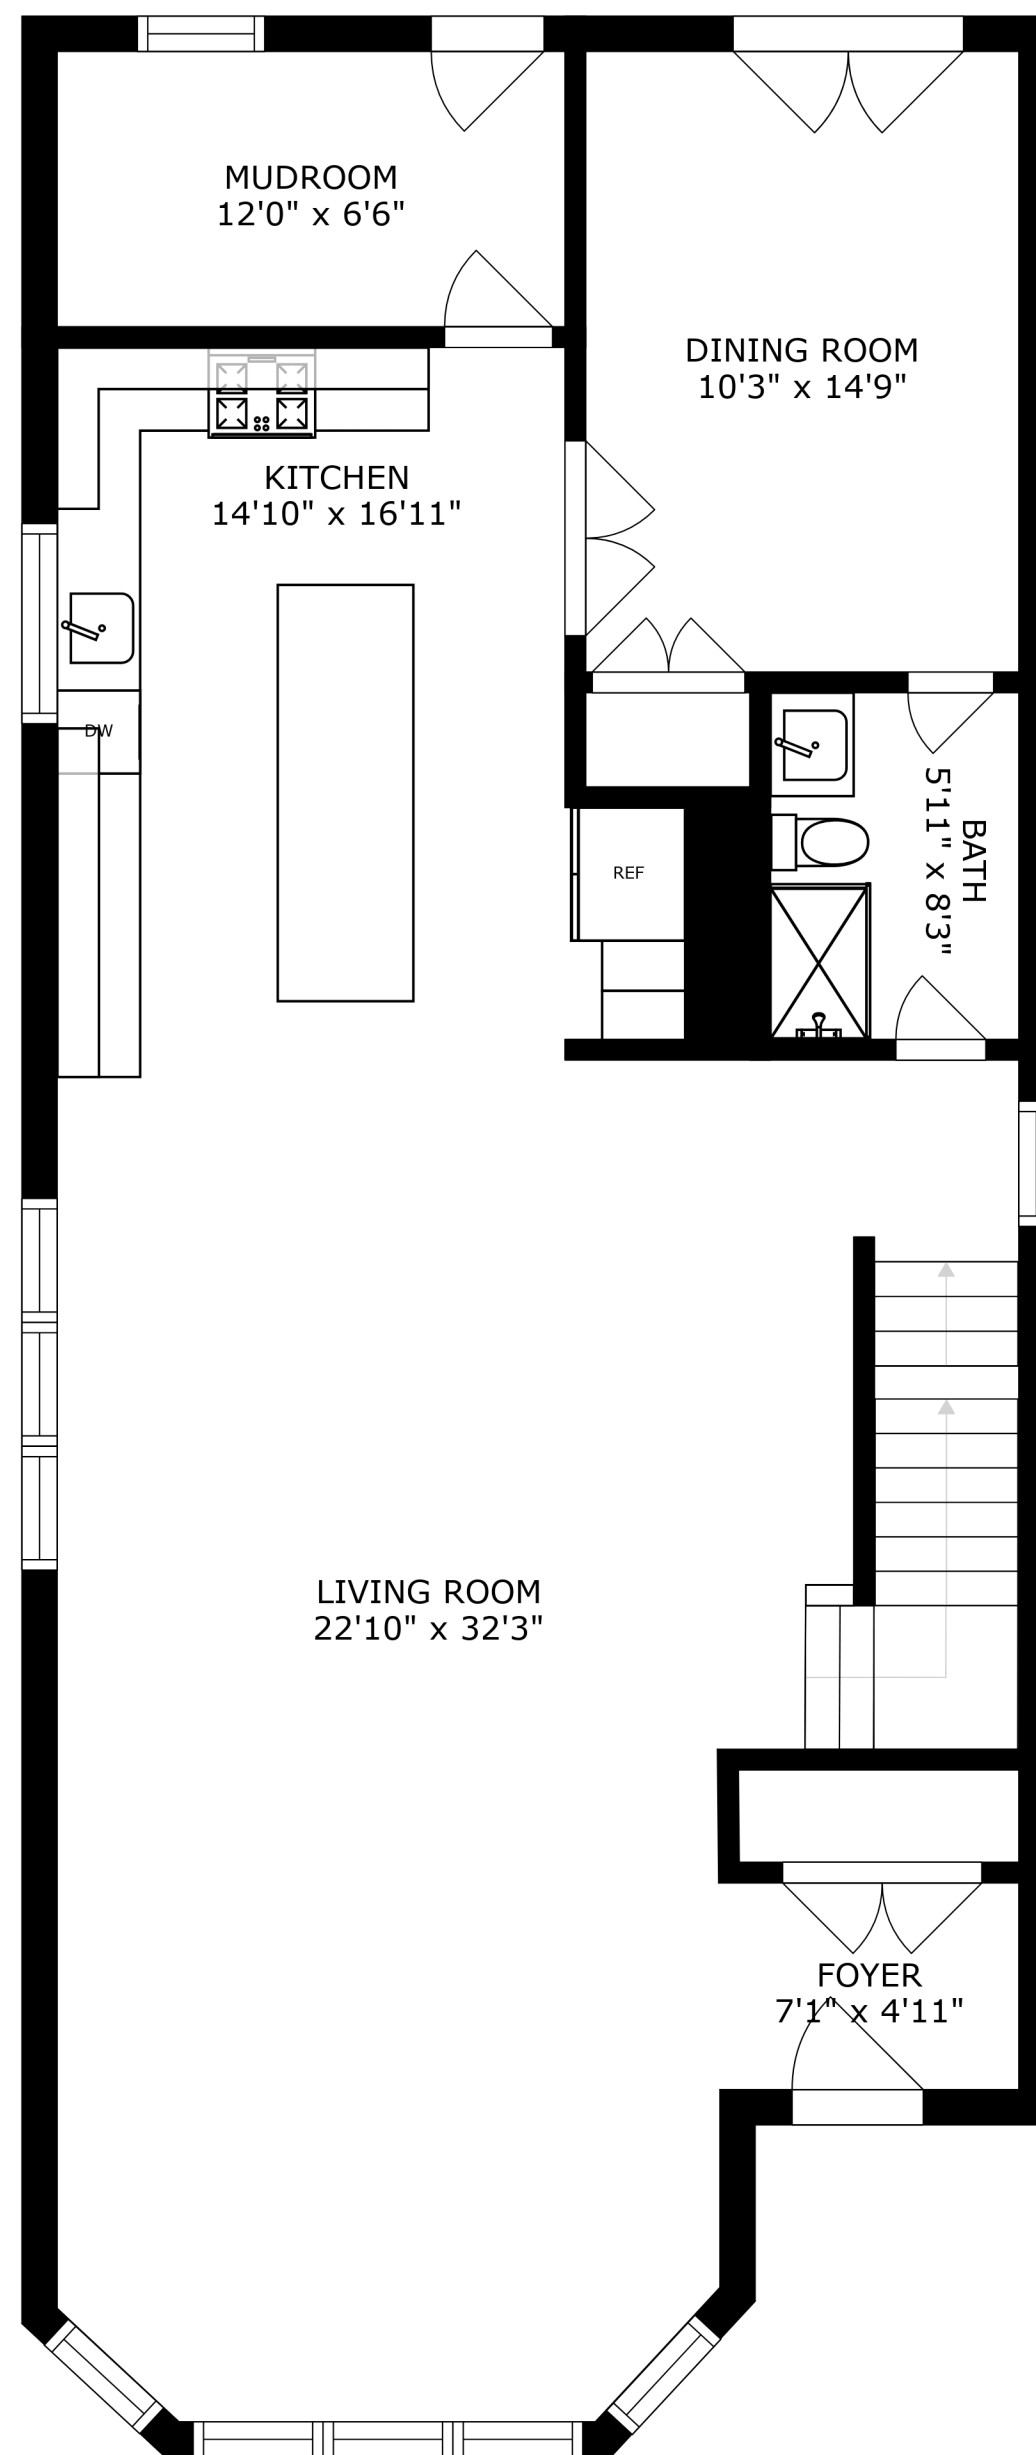 MUDROOM
12'0" x 6'6"
DINING ROOM
10'3" x 14'9"
KITCHEN
14'10" x 16'11"
DW
REF
BATH
5'11" x 8'3"
LIVING ROOM
22'10" x 32'3"
FOYER
7'1" x 4'11"